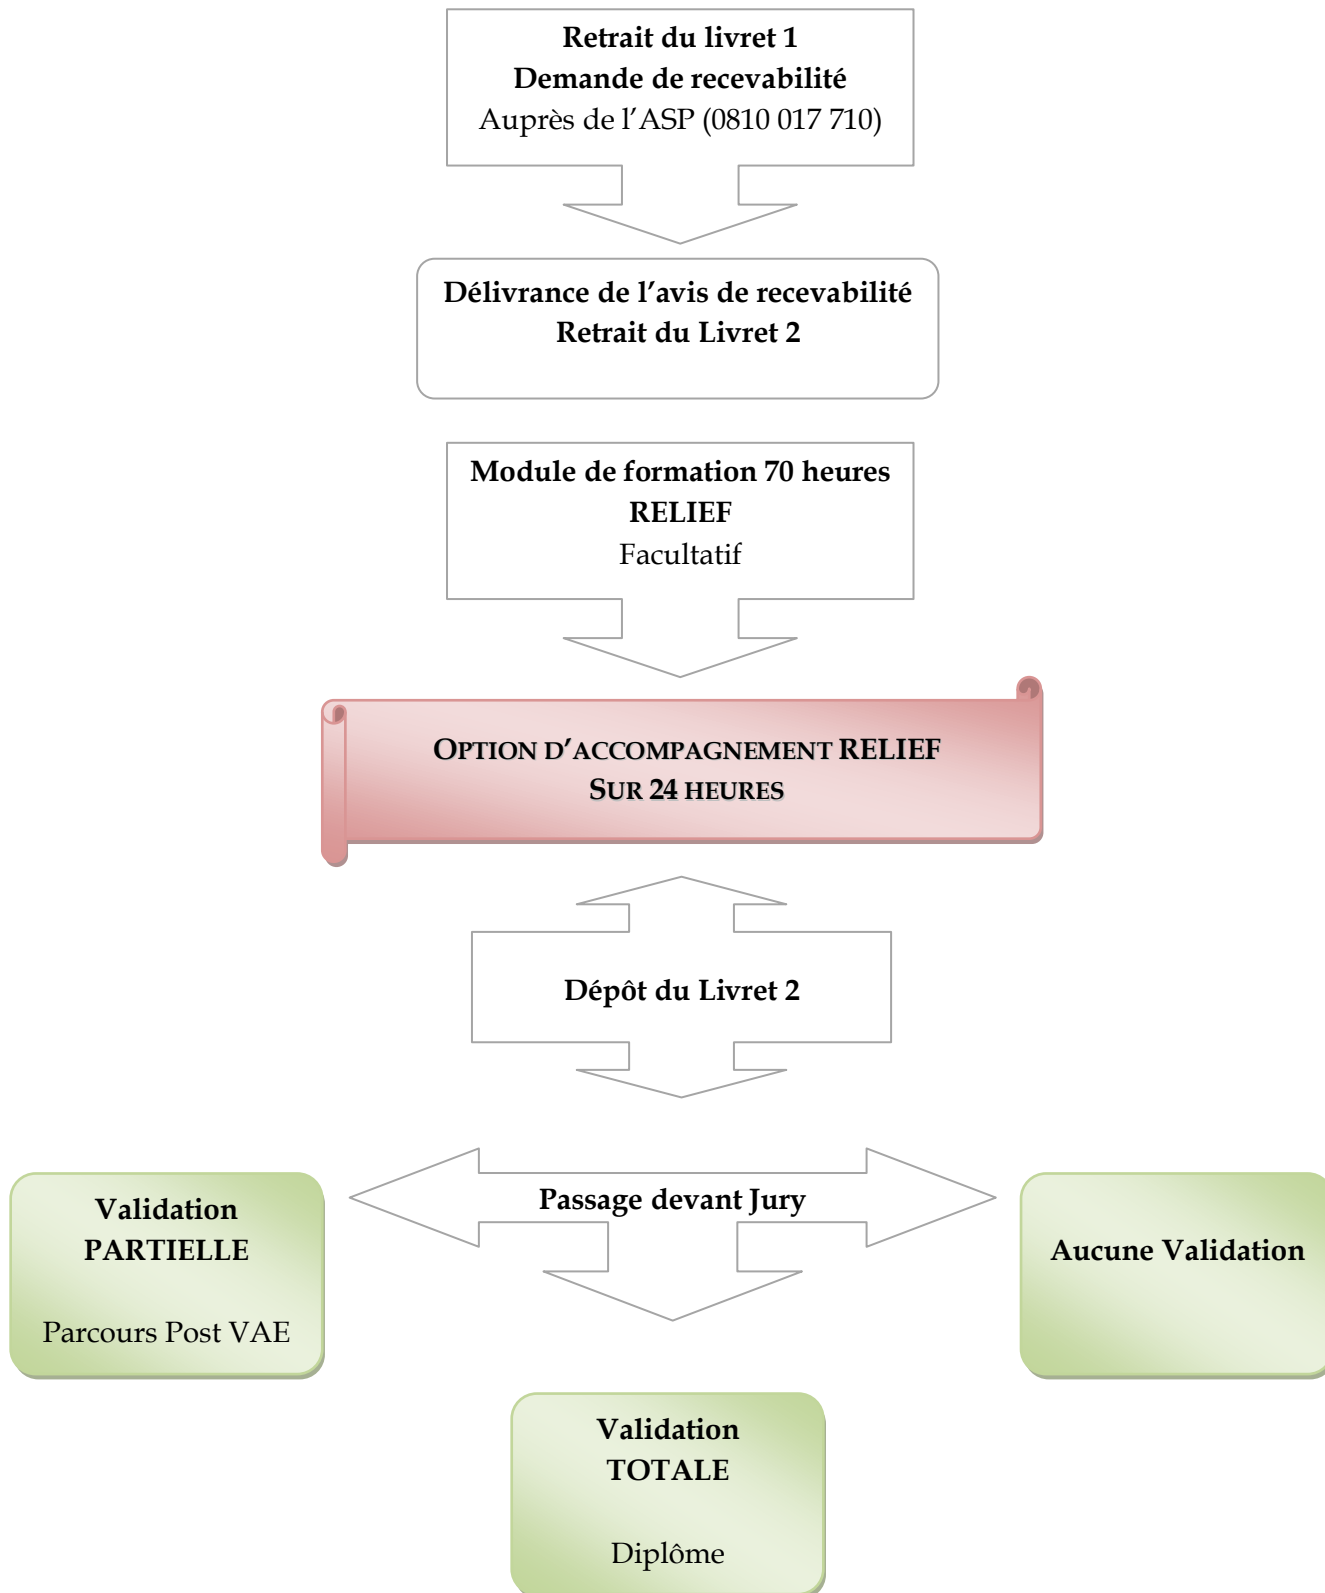 Retrait du livret 1
Demande de recevabilité
Auprès de l’ASP (0810 017 710)
Délivrance de l’avis de recevabilité
Retrait du Livret 2
Module de formation 70 heures
RELIEF
Facultatif
OPTION D’ACCOMPAGNEMENT RELIEF
SUR 24 HEURES
Dépôt du Livret 2
Passage devant Jury
Validation
PARTIELLE
Parcours Post VAE
Aucune Validation
Validation
TOTALE
Diplôme